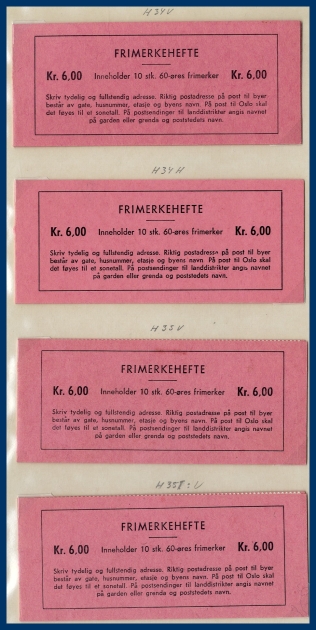 H34V
FRIMERKEHEFTE
Kr. 6,00 Inneholder 10 stk. 60-øres frimerker Kr. 6,00
Skriv tydelig og fullstendig adresse. Riktig postadresse på post til byer
består av gate, husnummer, etasje og byens navn. På post til Oslo skal
det føyes til et sonetall. På postsendinger til landdistrikter angis navnet
på garden eller grenda og poststedets navn.
H34H
FRIMERKEHEFTE
Kr. 6,00 Inneholder 10 stk. 60-øres frimerker Kr. 6,00
Skriv tydelig og fullstendig adresse. Riktig postadresse på post til byer
består av gate, husnummer, etasje og byens navn. På post til Oslo skal
det føyes til et sonetall. På postsendinger til landdistrikter angis navnet
på garden eller grenda og poststedets navn.
H35V
FRIMERKEHEFTE
Kr. 6,00 Inneholder 10 stk. 60-øres frimerker Kr. 6,00
Skriv tydelig og fullstendig adresse. Riktig postadresse på post til byer
består av gate, husnummer, etasje og byens navn. På post til Oslo skal
det føyes til et sonetall. På postsendinger til landdistrikter angis navnet
på garden eller grenda og poststedets navn.
FRIMERKEHEFTE
Kr. 6,00 Inneholder 10 stk. 60-øres frimerker Kr. 6,00
Skriv tydelig og fullstendig adresse. Riktig postadresse på post til byer
består av gate, husnummer, etasje og byens navn. På post til Oslo skal
det føyes til et sonetall. På postsendinger til landdistrikter angis navnet
på garden eller grenda og poststedets navn.